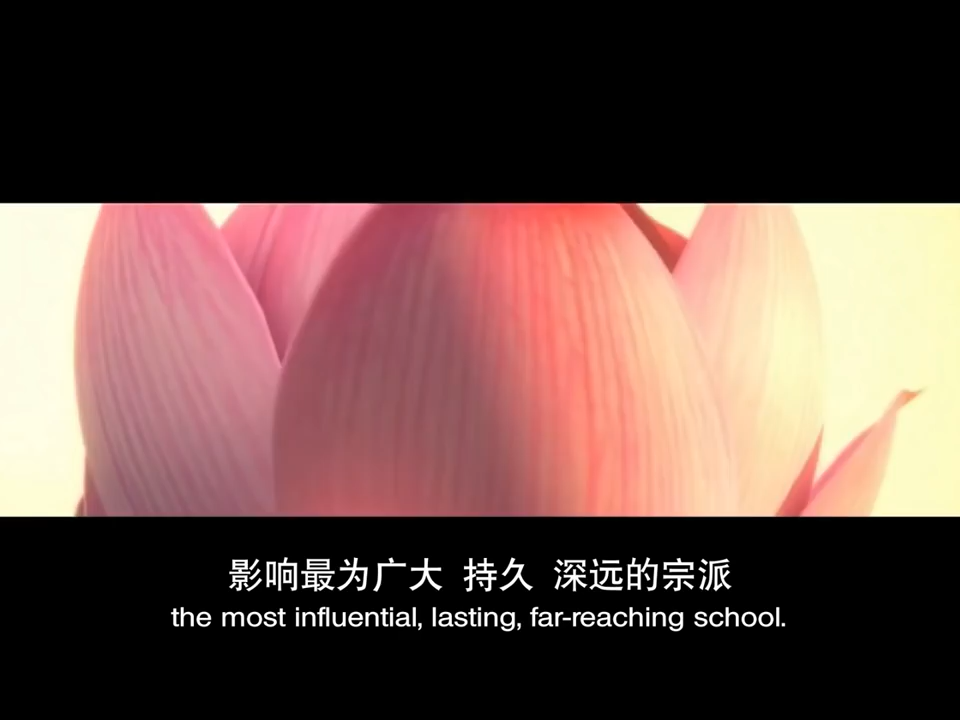 影响最为广大 持久 深远的宗派
the most influential, lasting, far-reaching school.